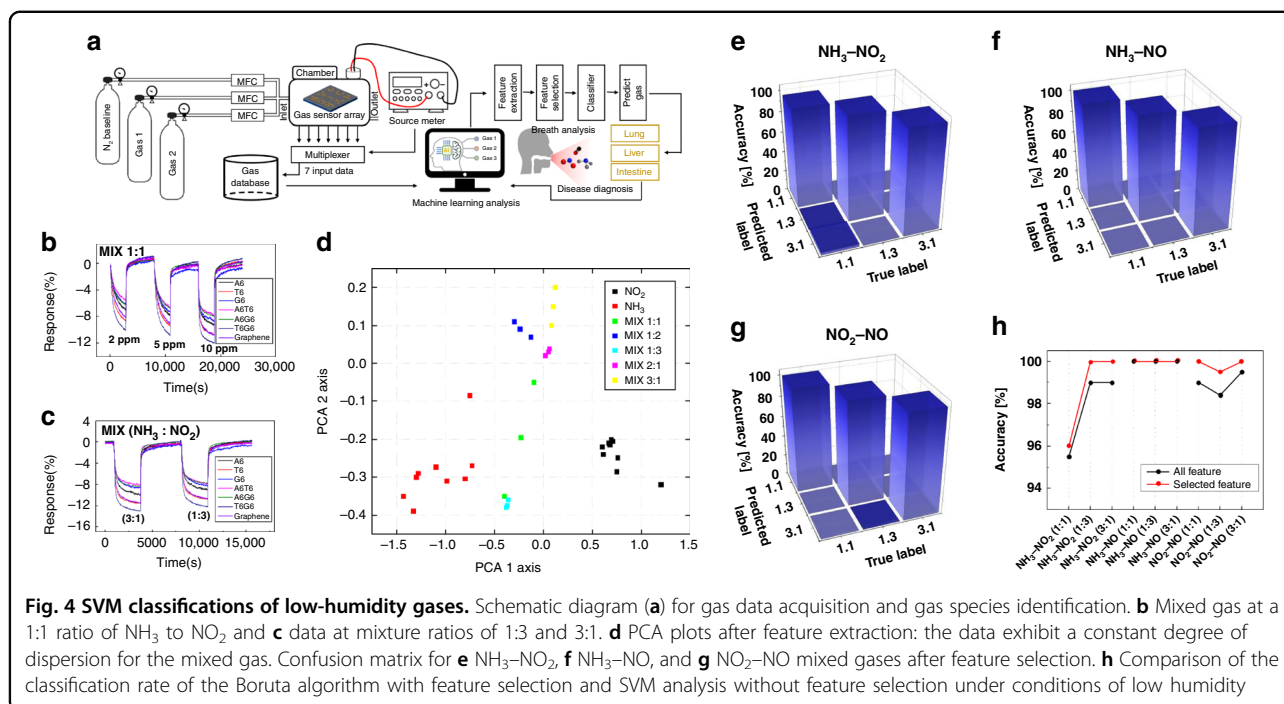 a
N2 baseline
Gas 1
Gas 2
MFC
MFC
MFC
Inlet
Chamber
Gas sensor array
Outlet
Source meter
Multiplexer
7 input data
Gas
database
Feature
extraction
Feature
selection
Classifier
Predict
gas
AI
Gas 1
Gas 2
Gas 3
Machine learning analysis
Breath analysis
Lung
Liver
Intestine
Disease diagnosis
b
MIX 1:1
Response(%)
0
−4
−8
−12
2 ppm
5 ppm
10 ppm
A6
T6
G6
A6T6
A6G6
T6G6
Graphene
0
10,000
20,000
30,000
Time(s)
c
MIX (NH3 : NO2)
Response(%)
4
0
−4
−8
−12
−16
(3:1)
(1:3)
A6
T6
G6
A6T6
A6G6
T6G6
Graphene
0
5000
10,000
15,000
Time(s)
d
PCA 2 axis
0.2
0.1
0.0
−0.1
−0.2
−0.3
−0.4
NO2
NH3
MIX 1:1
MIX 1:2
MIX 1:3
MIX 2:1
MIX 3:1
−1.5
−1.0
−0.5
0.0
0.5
1.0
1.5
PCA 1 axis
e
NH3–NO2
Accuracy [%]
100
80
60
40
20
0
1.1
1.3
3.1
Predicted label
1.1
1.3
3.1
True label
f
NH3–NO
Accuracy [%]
100
80
60
40
20
0
1.1
1.3
3.1
Predicted label
1.1
1.3
3.1
True label
g
NO2–NO
Accuracy [%]
100
80
60
40
20
0
1.1
1.3
3.1
Predicted label
1.1
1.3
3.1
True label
h
Accuracy [%]
100
98
96
94
All feature
Selected feature
NH3–NO2 (1:1)
NH3–NO2 (1:3)
NH3–NO2 (3:1)
NH3–NO (1:1)
NH3–NO (1:3)
NH3–NO (3:1)
NO2–NO (1:1)
NO2–NO (1:3)
NO2–NO (3:1)
Fig. 4 SVM classifications of low-humidity gases. Schematic diagram (a) for gas data acquisition and gas species identification. b Mixed gas at a
1:1 ratio of NH3 to NO2 and c data at mixture ratios of 1:3 and 3:1. d PCA plots after feature extraction: the data exhibit a constant degree of
dispersion for the mixed gas. Confusion matrix for e NH3–NO2, f NH3–NO, and g NO2–NO mixed gases after feature selection. h Comparison of the
classification rate of the Boruta algorithm with feature selection and SVM analysis without feature selection under conditions of low humidity